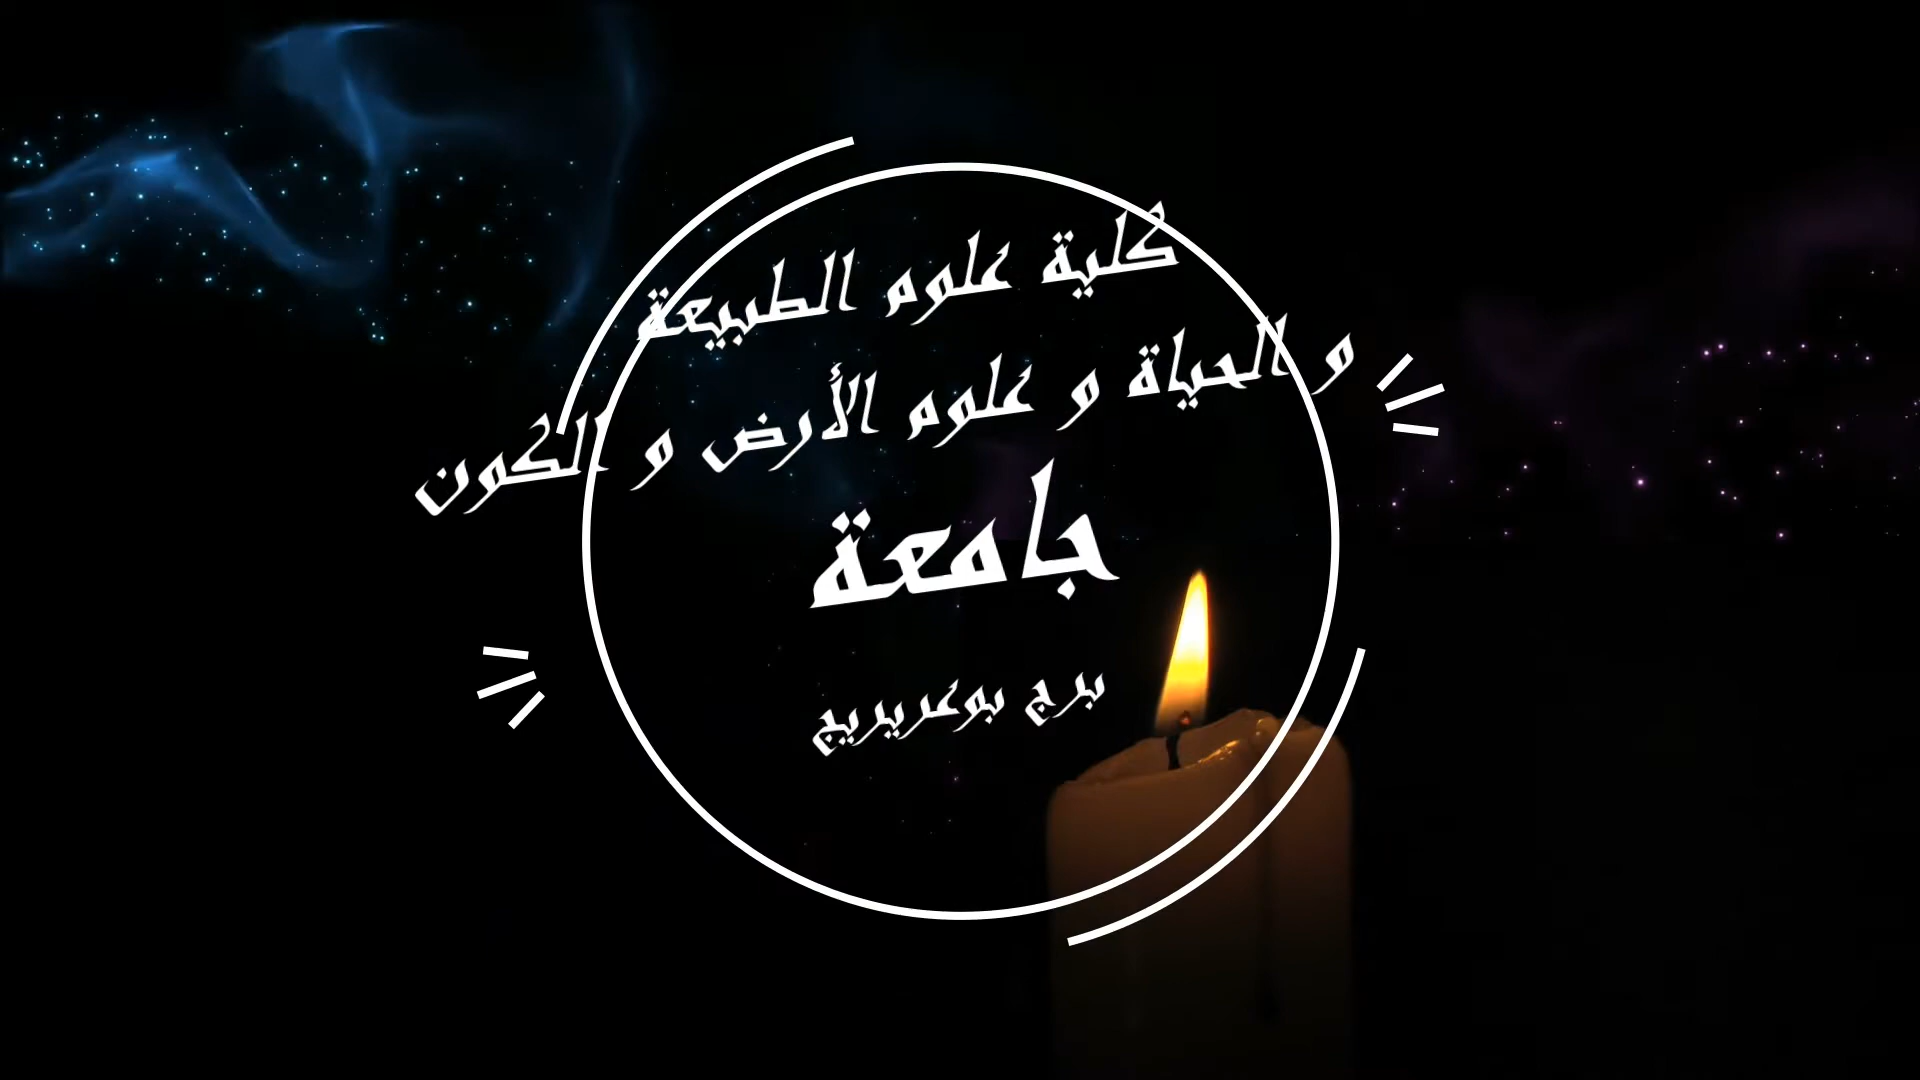 كلية علوم الطبيعة
و الحياة و علوم الأرض و الكون
جامعة
برج بوعريريج